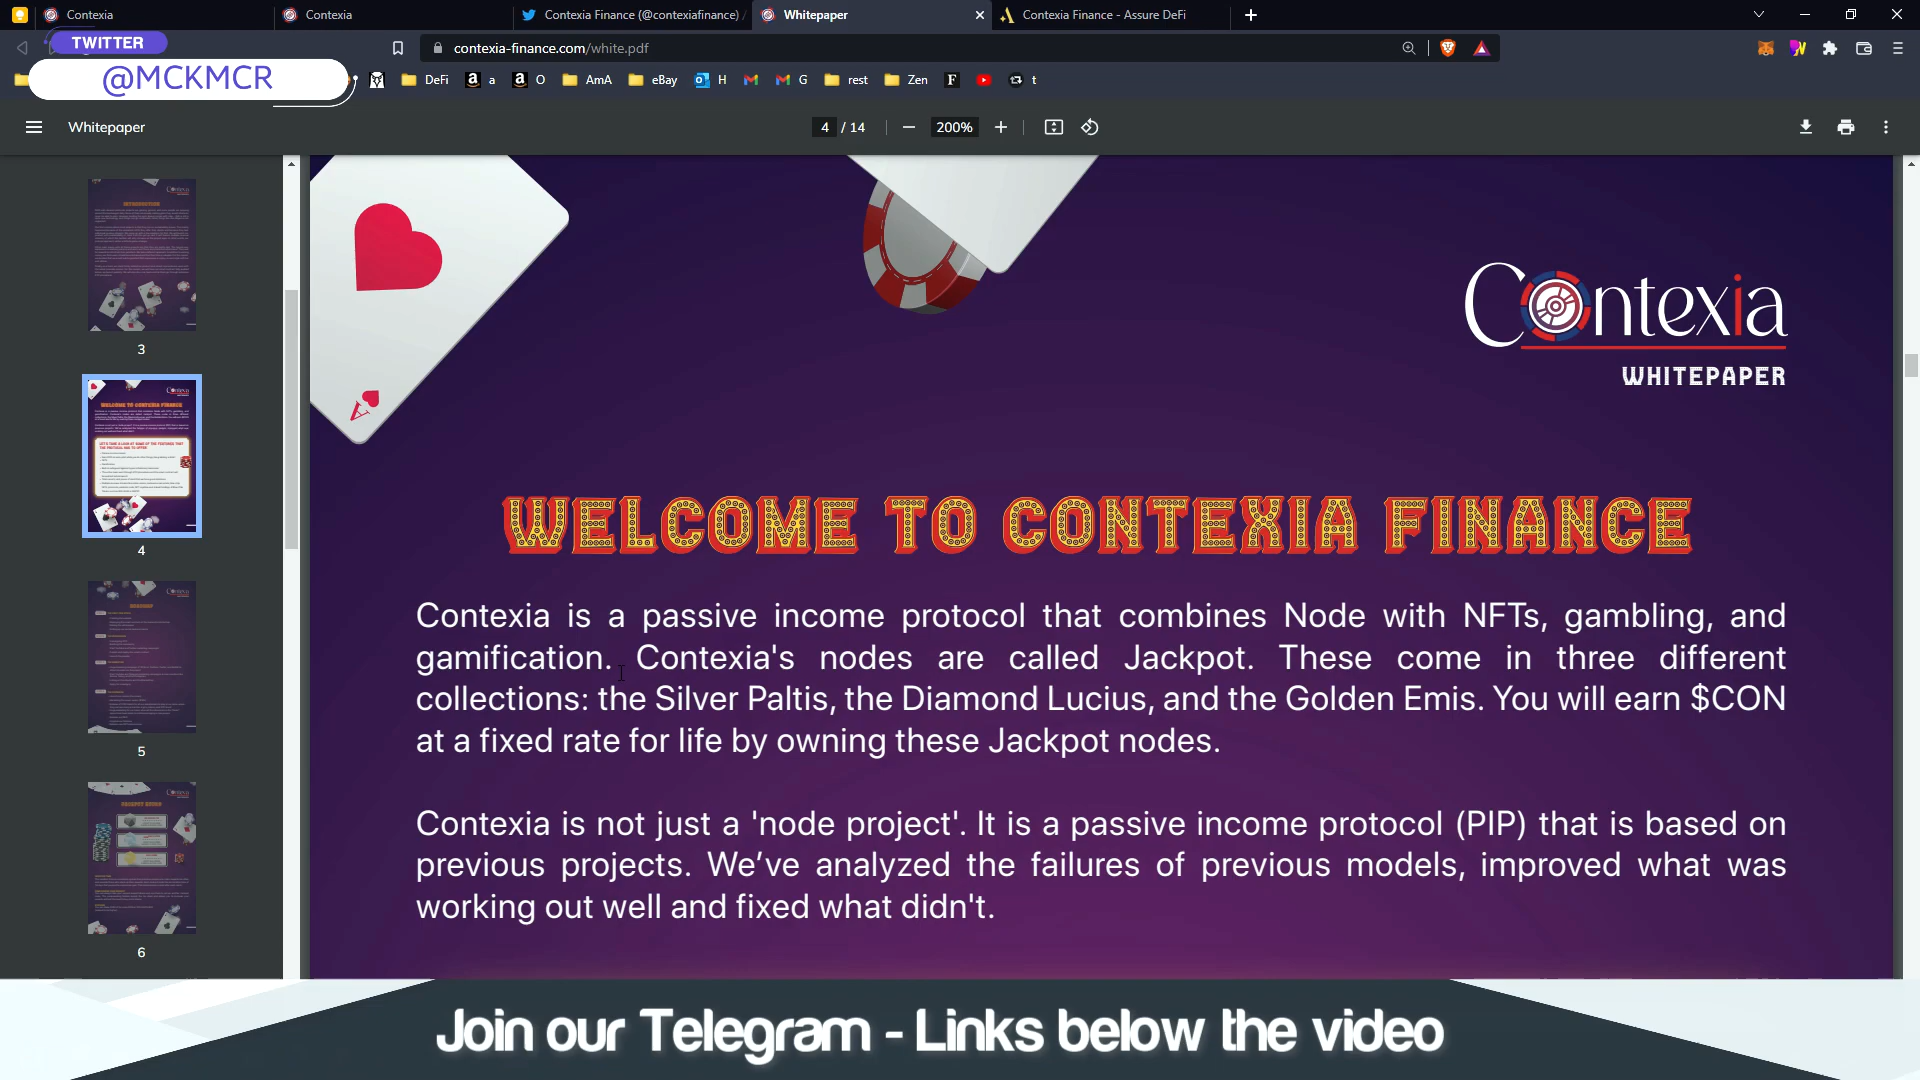 Contexia
Contexia
Contexia Finance (@contexiafinance) /
Whitepaper
Contexia Finance - Assure DeFi
TWITTER
@MCKMCR
contexia-finance.com/white.pdf
DeFi
a
O
AmA
eBay
H
G
rest
Zen
t
Whitepaper
4 / 14
200%
3
4
5
6
A
Contexia
WHITEPAPER
WELCOME TO CONTEXIA FINANCE
Contexia is a passive income protocol that combines Node with NFTs, gambling, and
gamification. Contexia's nodes are called Jackpot. These come in three different
collections: the Silver Paltis, the Diamond Lucius, and the Golden Emis. You will earn $CON
at a fixed rate for life by owning these Jackpot nodes.
Contexia is not just a 'node project'. It is a passive income protocol (PIP) that is based on
previous projects. We’ve analyzed the failures of previous models, improved what was
working out well and fixed what didn't.
Join our Telegram - Links below the video